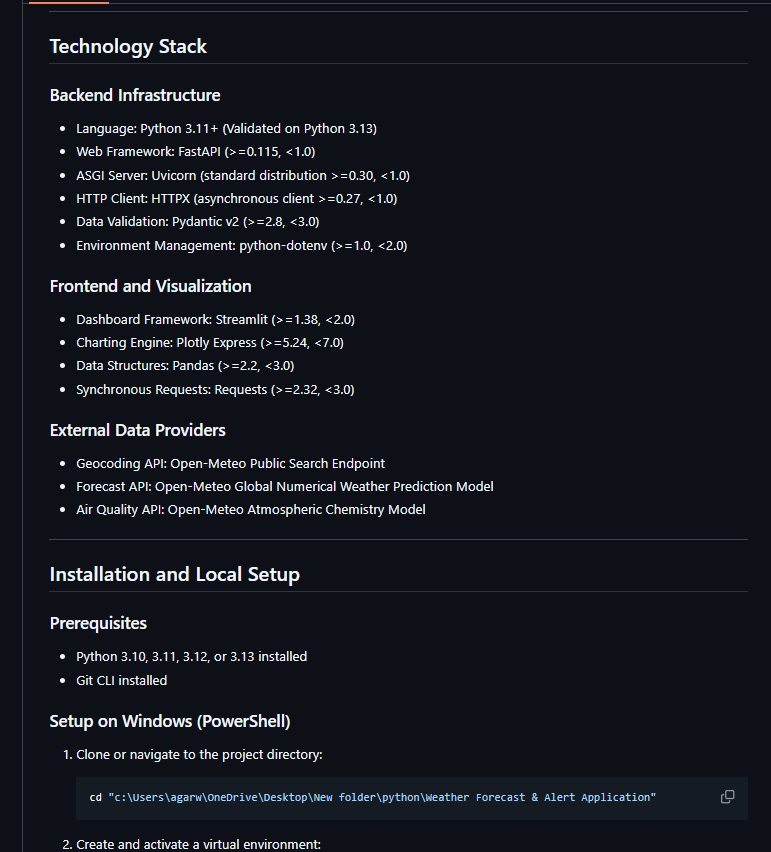 Technology Stack
Backend Infrastructure
Language: Python 3.11+ (Validated on Python 3.13)
Web Framework: FastAPI (>=0.115, <1.0)
ASGI Server: Uvicorn (standard distribution >=0.30, <1.0)
HTTP Client: HTTPX (asynchronous client >=0.27, <1.0)
Data Validation: Pydantic v2 (>=2.8, <3.0)
Environment Management: python-dotenv (>=1.0, <2.0)
Frontend and Visualization
Dashboard Framework: Streamlit (>=1.38, <2.0)
Charting Engine: Plotly Express (>=5.24, <7.0)
Data Structures: Pandas (>=2.2, <3.0)
Synchronous Requests: Requests (>=2.32, <3.0)
External Data Providers
Geocoding API: Open-Meteo Public Search Endpoint
Forecast API: Open-Meteo Global Numerical Weather Prediction Model
Air Quality API: Open-Meteo Atmospheric Chemistry Model
Installation and Local Setup
Prerequisites
Python 3.10, 3.11, 3.12, or 3.13 installed
Git CLI installed
Setup on Windows (PowerShell)
1. Clone or navigate to the project directory:
cd "c:\Users\agarw\OneDrive\Desktop\New folder\python\Weather Forecast & Alert Application"
2. Create and activate a virtual environment: